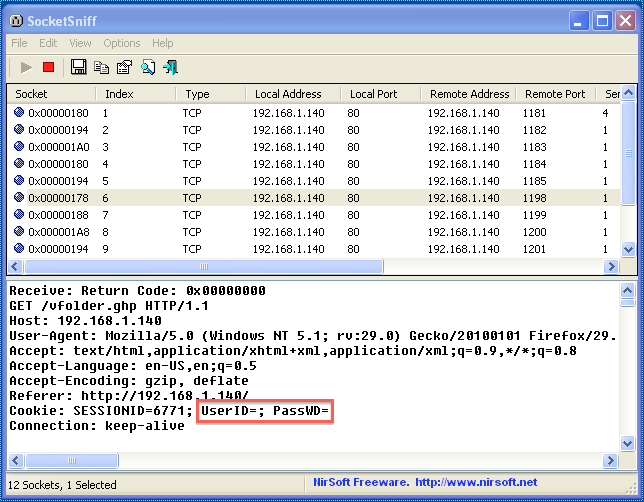 SocketSniff
File Edit View Options Help
Socket Index Type Local Address Local Port Remote Address Remote Port Ser
0x00000180 1 TCP 192.168.1.140 80 192.168.1.140 1181 4
0x00000194 2 TCP 192.168.1.140 80 192.168.1.140 1182 1
0x000001A0 3 TCP 192.168.1.140 80 192.168.1.140 1183 1
0x00000180 4 TCP 192.168.1.140 80 192.168.1.140 1184 1
0x00000194 5 TCP 192.168.1.140 80 192.168.1.140 1185 1
0x00000178 6 TCP 192.168.1.140 80 192.168.1.140 1198 1
0x00000188 7 TCP 192.168.1.140 80 192.168.1.140 1199 1
0x000001A8 8 TCP 192.168.1.140 80 192.168.1.140 1200 1
0x00000194 9 TCP 192.168.1.140 80 192.168.1.140 1201 1
Receive: Return Code: 0x00000000
GET /vfolder.ghp HTTP/1.1
Host: 192.168.1.140
User-Agent: Mozilla/5.0 (Windows NT 5.1; rv:29.0) Gecko/20100101 Firefox/29.
Accept: text/html,application/xhtml+xml,application/xml;q=0.9,*/*;q=0.8
Accept-Language: en-US,en;q=0.5
Accept-Encoding: gzip, deflate
Referer: http://192.168.1.140/
Cookie: SESSIONID=6771; UserID=; PassWD=
Connection: keep-alive
12 Sockets, 1 Selected NirSoft Freeware. http://www.nirsoft.net